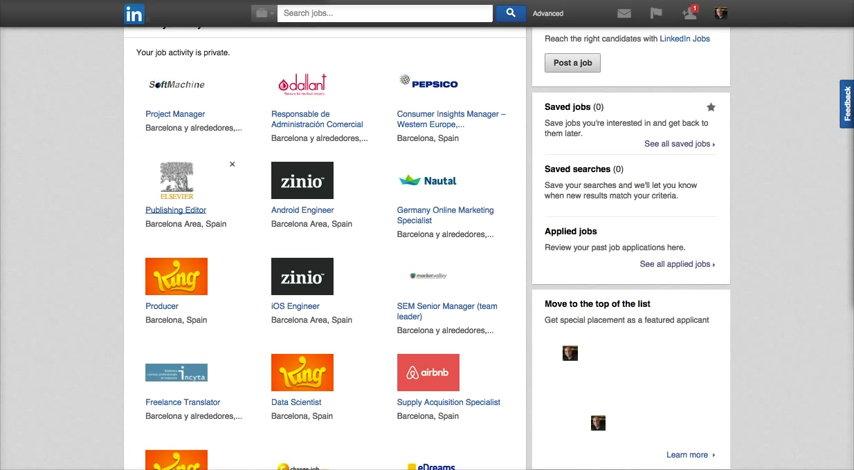 in
Search jobs...
Advanced
1
Feedback
Your job activity is private.
SoftMachine
Project Manager
Barcelona y alrededores,...
dallant
Responsable de
Administración Comercial
Barcelona y alrededores,...
PEPSICO
Consumer Insights Manager –
Western Europe,...
Barcelona, Spain
ELSEVIER
Publishing Editor
Barcelona Area, Spain
zinio
Android Engineer
Barcelona Area, Spain
Nautal
Germany Online Marketing
Specialist
Barcelona y alrededores,...
King
Producer
Barcelona, Spain
zinio
iOS Engineer
Barcelona Area, Spain
SEM Senior Manager (team
leader)
Barcelona y alrededores,...
incyta
Freelance Translator
Barcelona y alrededores,...
King
Data Scientist
Barcelona, Spain
airbnb
Supply Acquisition Specialist
Barcelona, Spain
King
eDreams
Reach the right candidates with LinkedIn Jobs
Post a job
Saved jobs (0)
Save jobs you're interested in and get back to
them later.
See all saved jobs ›
Saved searches (0)
Save your searches and we'll let you know
when new results match your criteria.
Applied jobs
Review your past job applications here.
See all applied jobs ›
Move to the top of the list
Get special placement as a featured applicant
Learn more ›